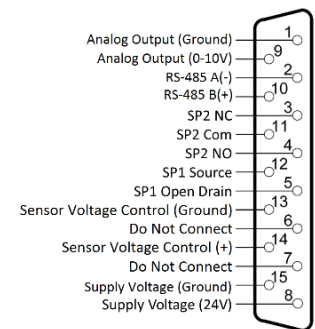 Analog Output (Ground) 1
Analog Output (0-10V) 9
RS-485 A(-) 2
RS-485 B(+) 10
SP2 NC 3
SP2 Com 11
SP2 NO 4
SP1 Source 12
SP1 Open Drain 5
Sensor Voltage Control (Ground) 13
Do Not Connect 6
Sensor Voltage Control (+) 14
Do Not Connect 7
Supply Voltage (Ground) 15
Supply Voltage (24V) 8